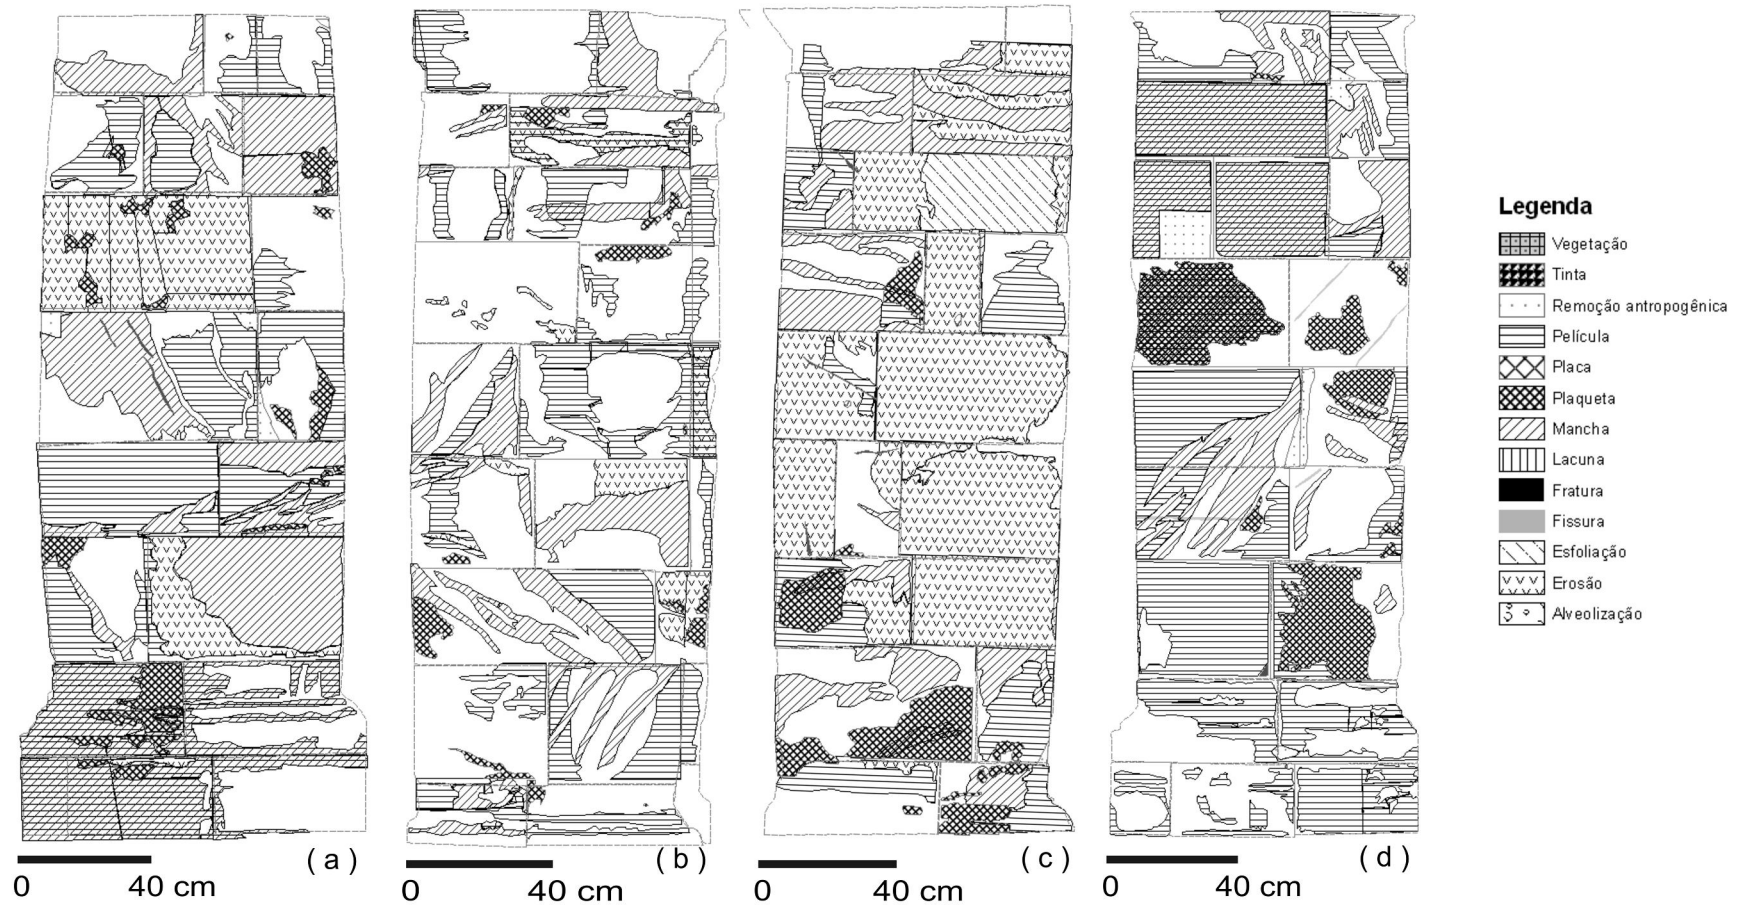 Legenda
Vegetação
Tinta
Remoção antropogênica
Película
Placa
Plaqueta
Mancha
Lacuna
Fratura
Fissura
Esfoliação
Erosão
Alveolização
( a )
( b )
( c )
( d )
0 40 cm
0 40 cm
0 40 cm
0 40 cm